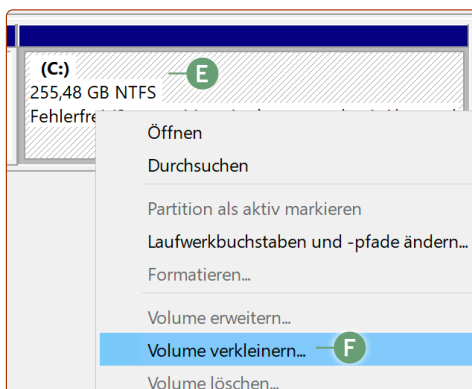 (C:)
E
255,48 GB NTFS
Fehlerfrei
Öffnen
Durchsuchen
Partition als aktiv markieren
Laufwerkbuchstaben und -pfade ändern...
Formatieren...
Volume erweitern...
Volume verkleinern...
F
Volume löschen...